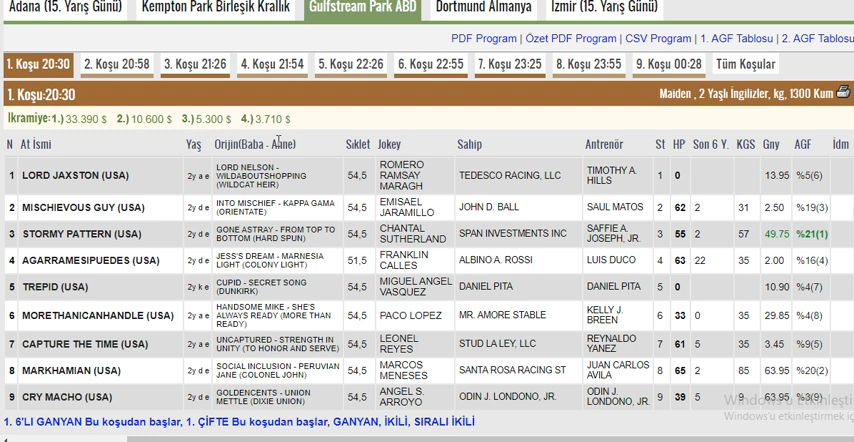 Adana (15. Yarış Günü) Kempton Park Birleşik Krallık Gulfstream Park ABD Dortmund Almanya İzmir (15. Yarış Günü)
PDF Program | Özet PDF Program | CSV Program | 1. AGF Tablosu | 2. AGF Tablosu
1. Koşu 20:30 2. Koşu 20:58 3. Koşu 21:26 4. Koşu 21:54 5. Koşu 22:26 6. Koşu 22:55 7. Koşu 23:25 8. Koşu 23:55 9. Koşu 00:28 Tüm Koşular
1. Koşu:20:30 Maiden , 2 Yaşlı İngilizler, kg, 1300 Kum
Ikramiye:1.) 33.390 $ 2.) 10.600 $ 3.) 5.300 $ 4.) 3.710 $
N At İsmi Yaş Orijin(Baba - Anne) Sıklet Jokey Sahip Antrenör St HP Son 6 Y. KGS Gny AGF İdm
1 LORD JAXSTON (USA) 2y a e LORD NELSON - WILDABOUTSHOPPING (WILDCAT HEIR) 54,5 ROMERO RAMSAY MARAGH TEDESCO RACING, LLC TIMOTHY A. HILLS 1 0 13.95 %5(6)
2 MISCHIEVOUS GUY (USA) 2y d e INTO MISCHIEF - KAPPA GAMA (ORIENTATE) 54,5 EMISAEL JARAMILLO JOHN D. BALL SAUL MATOS 2 62 2 31 2.50 %19(3)
3 STORMY PATTERN (USA) 2y d e GONE ASTRAY - FROM TOP TO BOTTOM (HARD SPUN) 54,5 CHANTAL SUTHERLAND SPAN INVESTMENTS INC SAFFIE A. JOSEPH, JR. 3 55 2 57 49.75 %21(1)
4 AGARRAMESIPUEDES (USA) 2y d e JESS'S DREAM - MARNESIA LIGHT (COLONY LIGHT) 51,5 FRANKLIN CALLES ALBINO A. ROSSI LUIS DUCO 4 63 22 35 2.00 %16(4)
5 TREPID (USA) 2y k e CUPID - SECRET SONG (DUNKIRK) 54,5 MIGUEL ANGEL VASQUEZ DANIEL PITA DANIEL PITA 5 0 10.90 %4(7)
6 MORETHANICANHANDLE (USA) 2y a e HANDSOME MIKE - SHE'S ALWAYS READY (MORE THAN READY) 54,5 PACO LOPEZ MR. AMORE STABLE KELLY J. BREEN 6 33 0 35 29.85 %4(8)
7 CAPTURE THE TIME (USA) 2y a e UNCAPTURED - STRENGTH IN UNITY (TO HONOR AND SERVE) 54,5 LEONEL REYES STUD LA LEY, LLC REYNALDO YANEZ 7 61 5 35 3.45 %9(5)
8 MARKHAMIAN (USA) 2y d e SOCIAL INCLUSION - PERUVIAN JANE (COLONEL JOHN) 54,5 MARCOS MENESES SANTA ROSA RACING ST JUAN CARLOS AVILA 8 65 2 85 63.95 %20(2)
9 CRY MACHO (USA) 2y d e GOLDENCENTS - UNION METTLE (DIXIE UNION) 54,5 ANGEL S. ARROYO ODIN J. LONDONO, JR. ODIN J. LONDONO, JR. 9 39 5 9 63.95 %3(9)
Windows'u Etkinleşti
Windows'u etkinleştirmek iç
1. 6'LI GANYAN Bu koşudan başlar, 1. ÇİFTE Bu koşudan başlar, GANYAN, İKİLİ, SIRALI İKİLİ